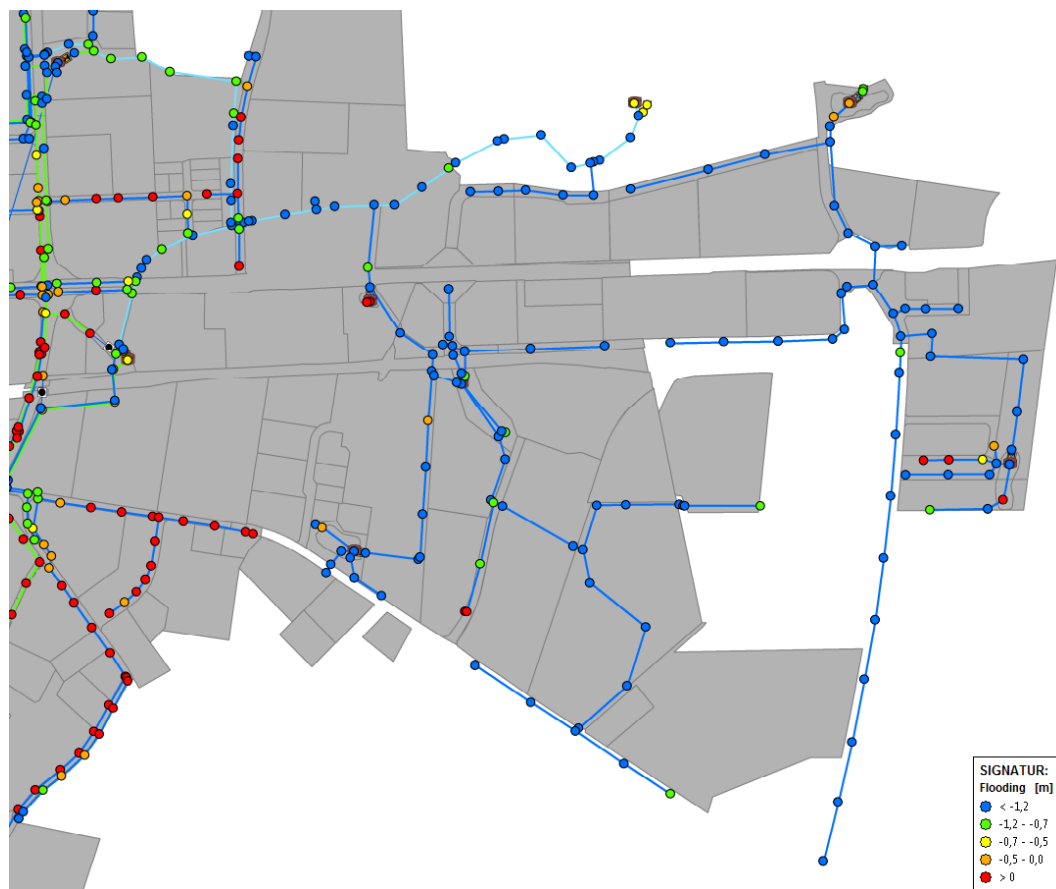 SIGNATUR:
Flooding [m]
< -1,2
-1,2 - -0,7
-0,7 - -0,5
-0,5 - 0,0
> 0